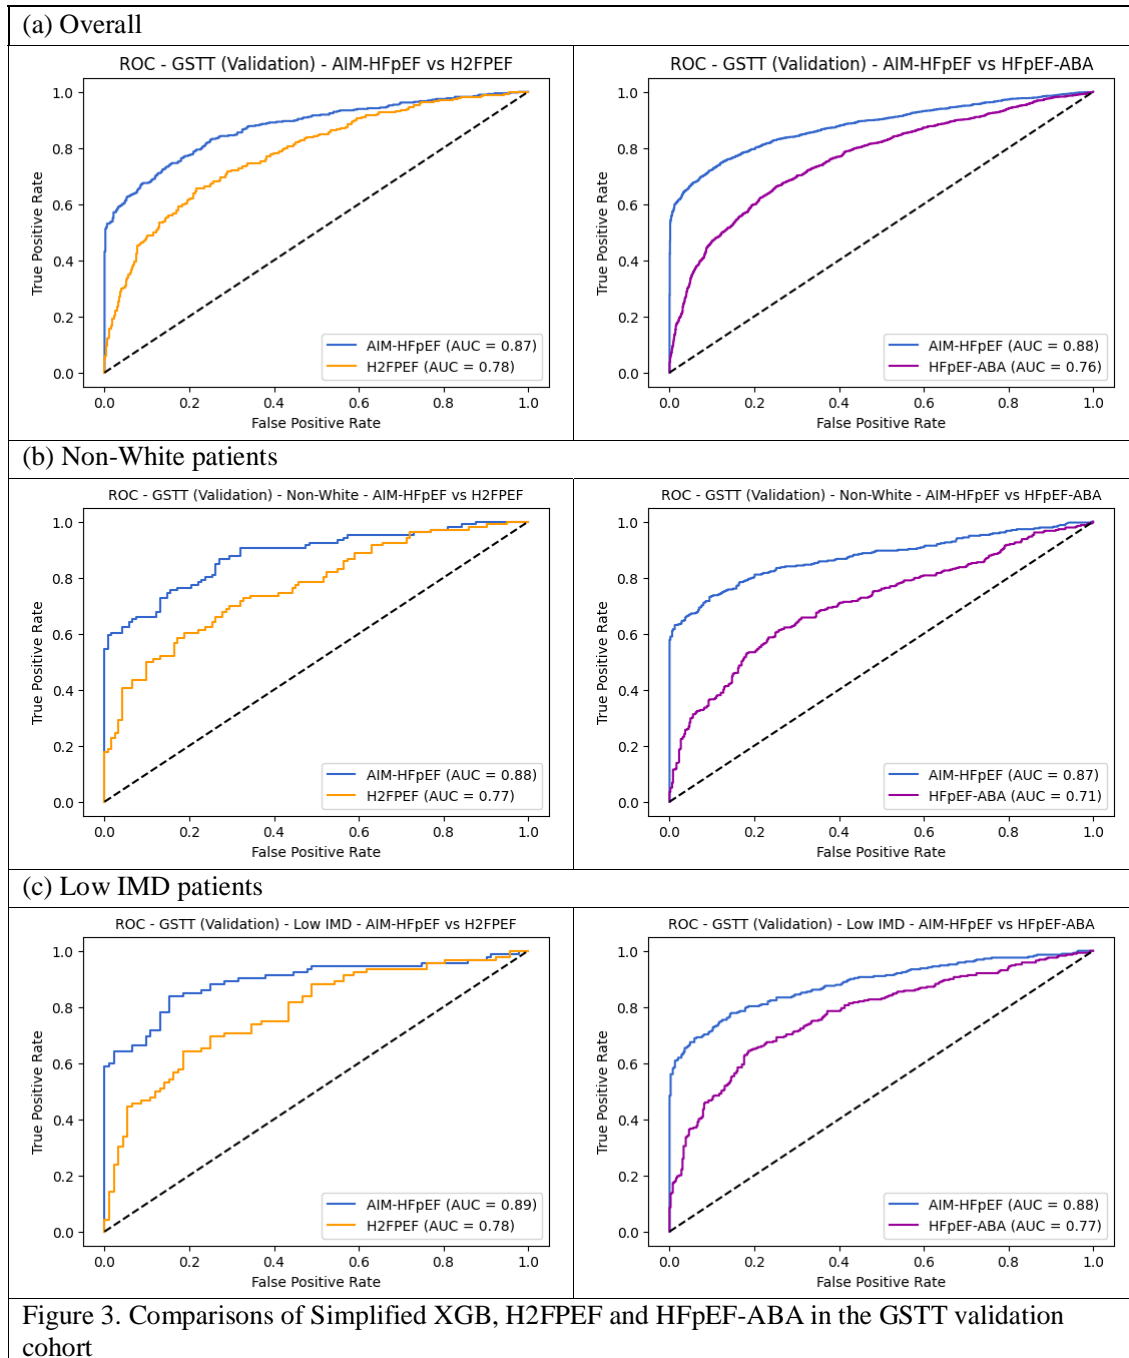 (a) Overall
ROC - GSTT (Validation) - AIM-HFpEF vs H2FPEF
True Positive Rate
1.0
0.8
0.6
0.4
0.2
0.0
AIM-HFpEF (AUC = 0.87)
H2FPEF (AUC = 0.78)
0.0 0.2 0.4 0.6 0.8 1.0
False Positive Rate
ROC - GSTT (Validation) - AIM-HFpEF vs HFpEF-ABA
True Positive Rate
1.0
0.8
0.6
0.4
0.2
0.0
AIM-HFpEF (AUC = 0.88)
HFpEF-ABA (AUC = 0.76)
0.0 0.2 0.4 0.6 0.8 1.0
False Positive Rate
(b) Non-White patients
ROC - GSTT (Validation) - Non-White - AIM-HFpEF vs H2FPEF
True Positive Rate
1.0
0.8
0.6
0.4
0.2
0.0
AIM-HFpEF (AUC = 0.88)
H2FPEF (AUC = 0.77)
0.0 0.2 0.4 0.6 0.8 1.0
False Positive Rate
ROC - GSTT (Validation) - Non-White - AIM-HFpEF vs HFpEF-ABA
True Positive Rate
1.0
0.8
0.6
0.4
0.2
0.0
AIM-HFpEF (AUC = 0.87)
HFpEF-ABA (AUC = 0.71)
0.0 0.2 0.4 0.6 0.8 1.0
False Positive Rate
(c) Low IMD patients
ROC - GSTT (Validation) - Low IMD - AIM-HFpEF vs H2FPEF
True Positive Rate
1.0
0.8
0.6
0.4
0.2
0.0
AIM-HFpEF (AUC = 0.89)
H2FPEF (AUC = 0.78)
0.0 0.2 0.4 0.6 0.8 1.0
False Positive Rate
ROC - GSTT (Validation) - Low IMD - AIM-HFpEF vs HFpEF-ABA
True Positive Rate
1.0
0.8
0.6
0.4
0.2
0.0
AIM-HFpEF (AUC = 0.88)
HFpEF-ABA (AUC = 0.77)
0.0 0.2 0.4 0.6 0.8 1.0
False Positive Rate
Figure 3. Comparisons of Simplified XGB, H2FPEF and HFpEF-ABA in the GSTT validation
cohort